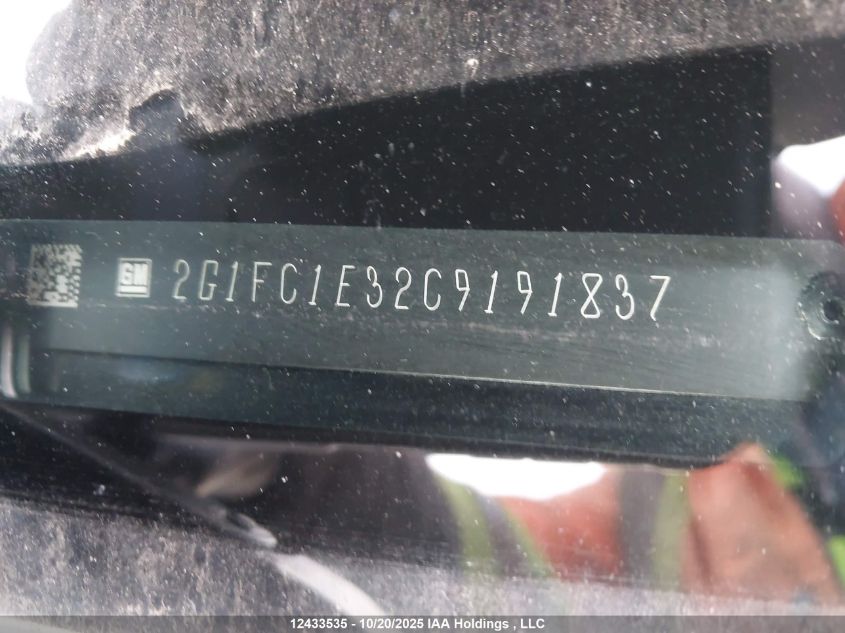 GM 2G1FC1E32C9191837
12433535 - 10/20/2025 IAA Holdings , LLC